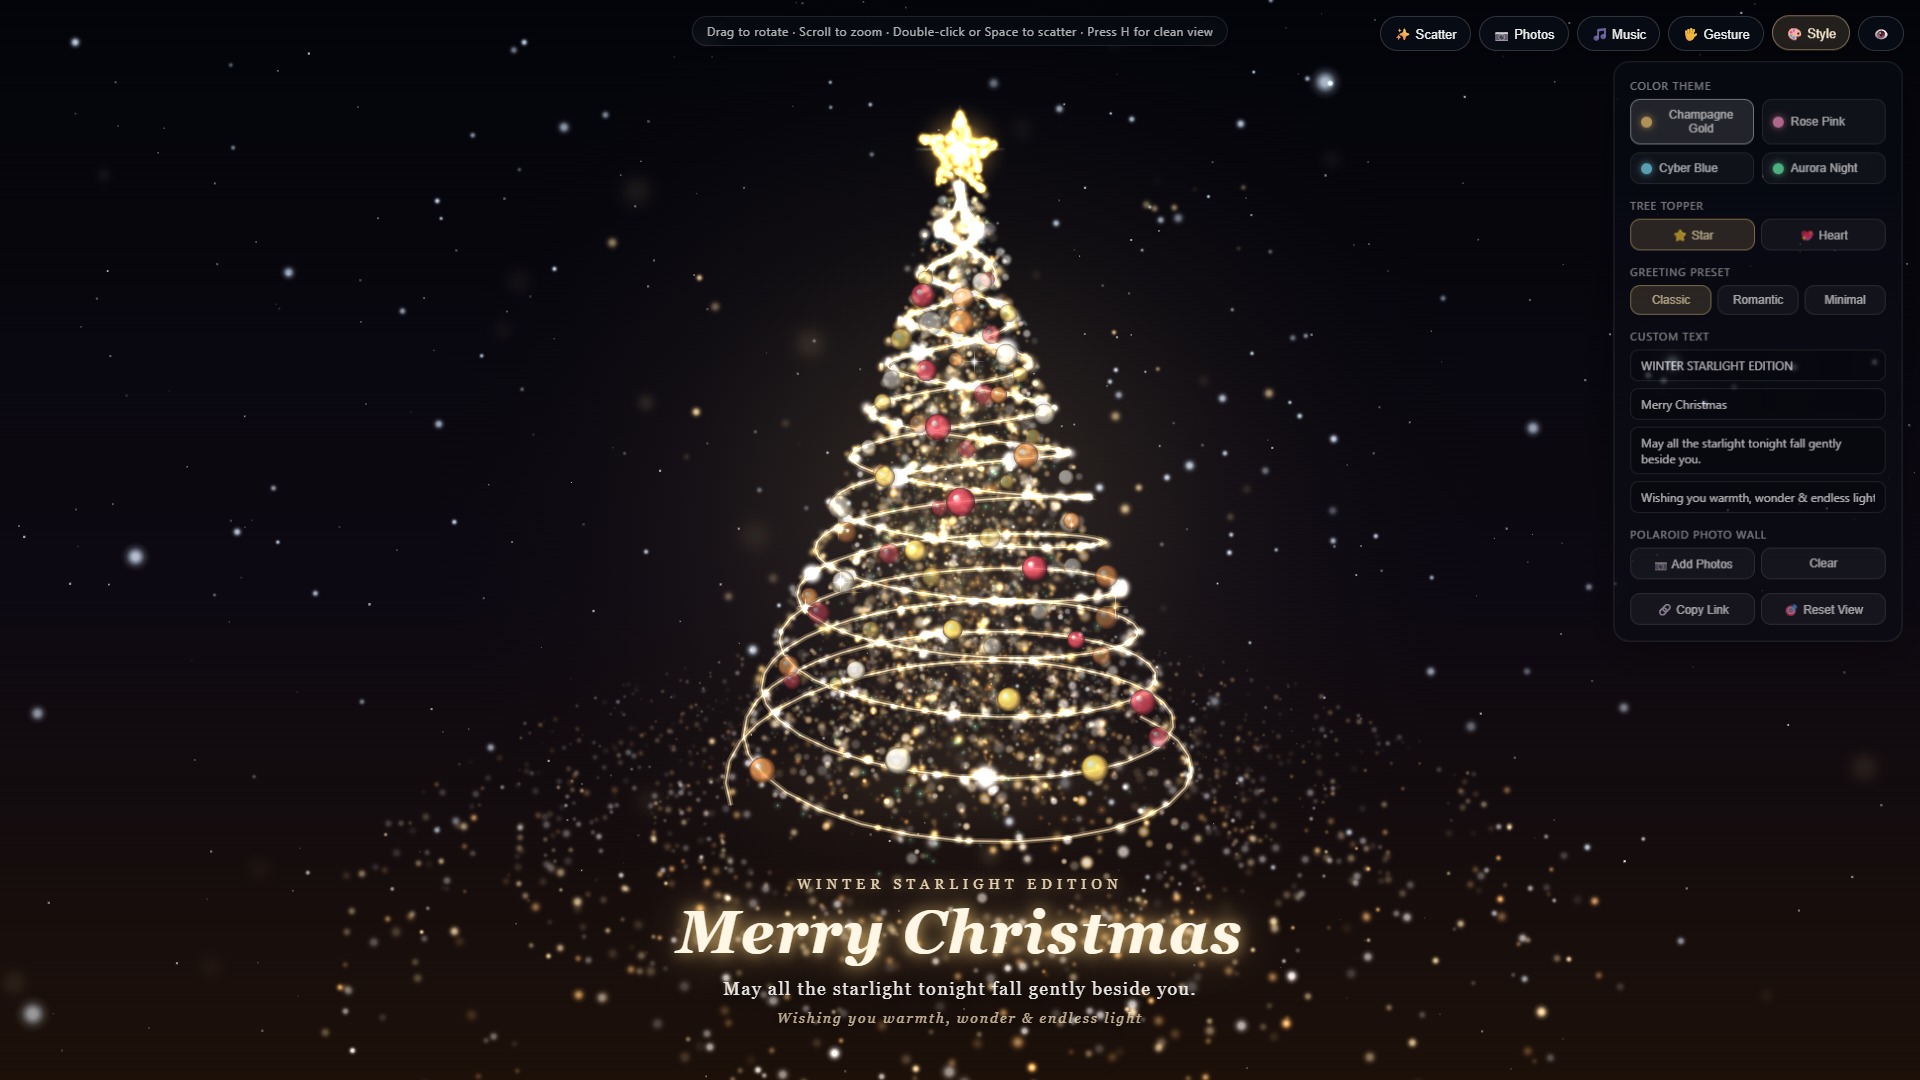 Drag to rotate · Scroll to zoom · Double-click or Space to scatter · Press H for clean view
Scatter
Photos
Music
Gesture
Style
COLOR THEME
Champagne
Gold
Rose Pink
Cyber Blue
Aurora Night
TREE TOPPER
Star
Heart
GREETING PRESET
Classic
Romantic
Minimal
CUSTOM TEXT
WINTER STARLIGHT EDITION
Merry Christmas
May all the starlight tonight fall gently
beside you.
Wishing you warmth, wonder & endless light
POLAROID PHOTO WALL
Add Photos
Clear
Copy Link
Reset View
WINTER STARLIGHT EDITION
Merry Christmas
May all the starlight tonight fall gently beside you.
Wishing you warmth, wonder & endless light